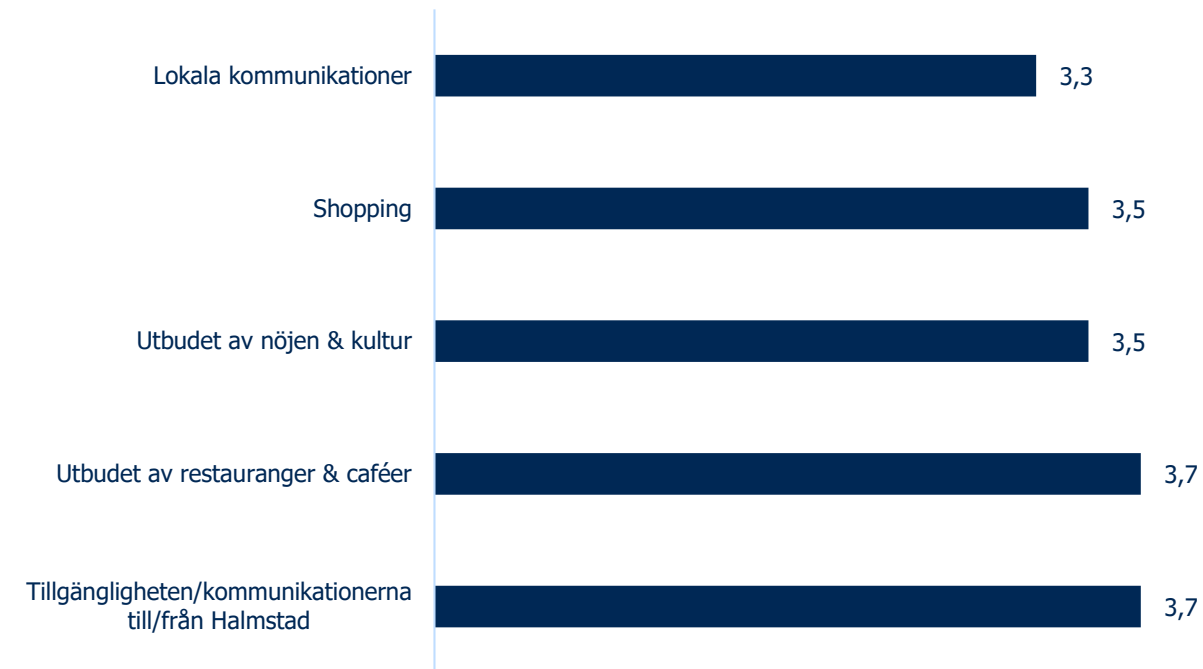 Lokala kommunikationer 3,3
Shopping 3,5
Utbudet av nöjen & kultur 3,5
Utbudet av restauranger & caféer 3,7
Tillgängligheten/kommunikationerna
till/från Halmstad 3,7